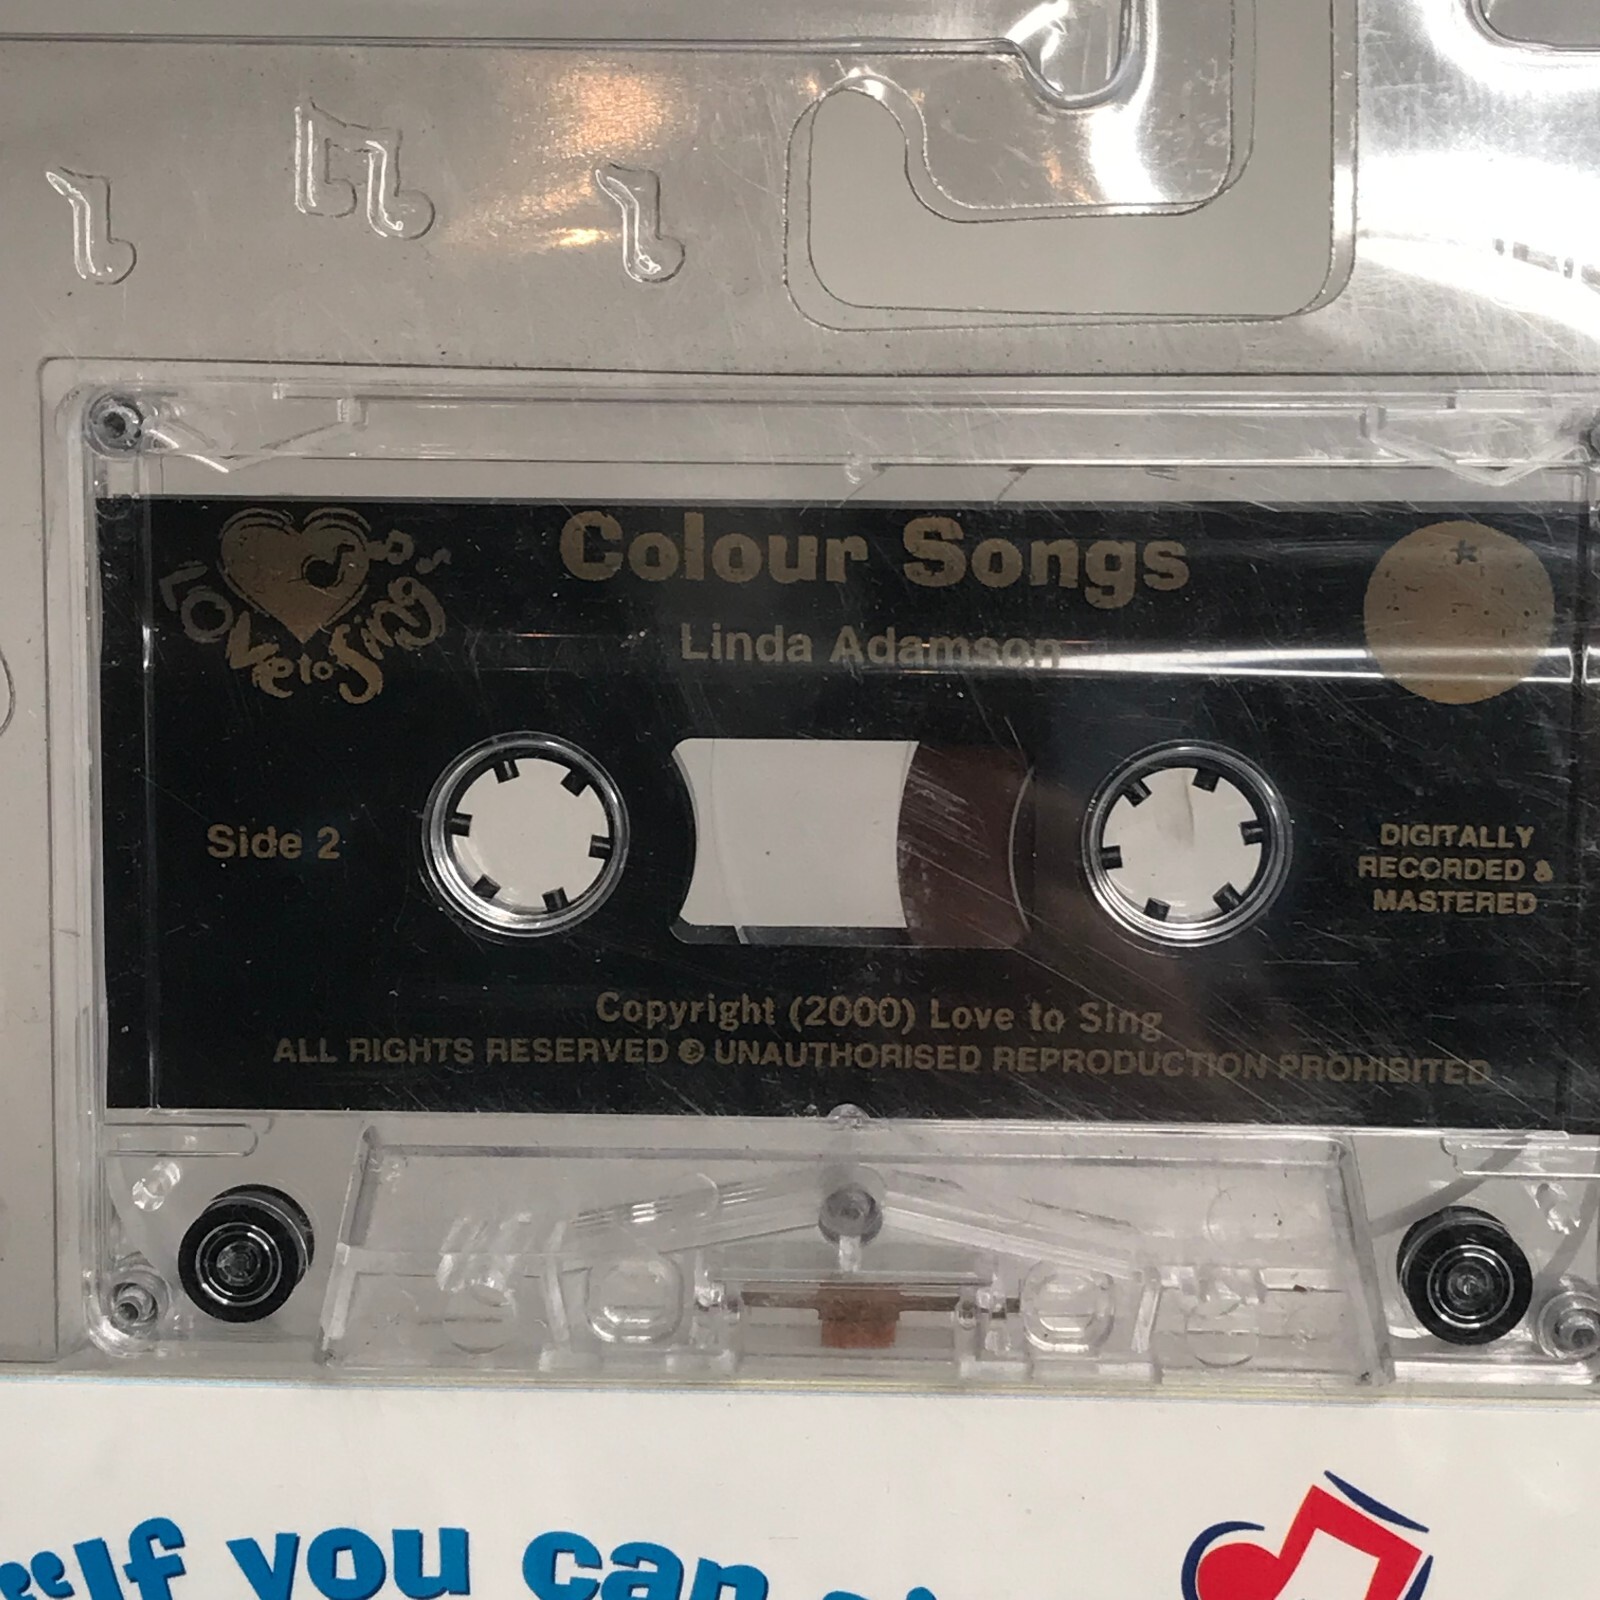 Colour Songs
Love to Sing
Linda Adamson
Side 2
DIGITALLY
RECORDED &
MASTERED
Copyright (2000) Love to Sing
ALL RIGHTS RESERVED © UNAUTHORISED REPRODUCTION PROHIBITED
“If you can